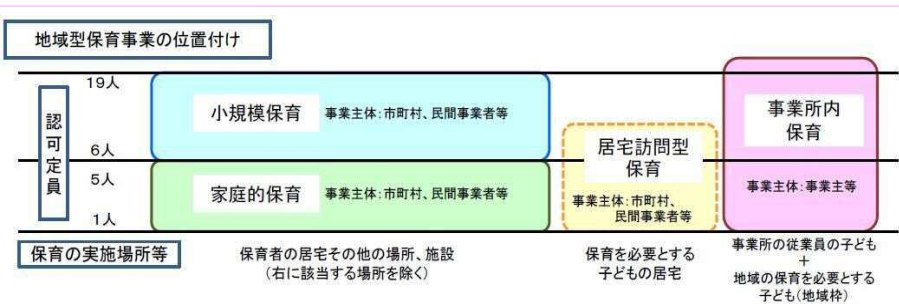 地域型保育事業の位置付け
認可定員
19人
6人
5人
1人
小規模保育
事業主体：市町村、民間事業者等
家庭的保育
事業主体：市町村、民間事業者等
居宅訪問型
保育
事業主体：市町村、
民間事業者等
事業所内
保育
事業主体：事業主等
保育の実施場所等
保育者の居宅その他の場所、施設
（右に該当する場所を除く）
保育を必要とする
子どもの居宅
事業所の従業員の子ども
＋
地域の保育を必要とする
子ども（地域枠）